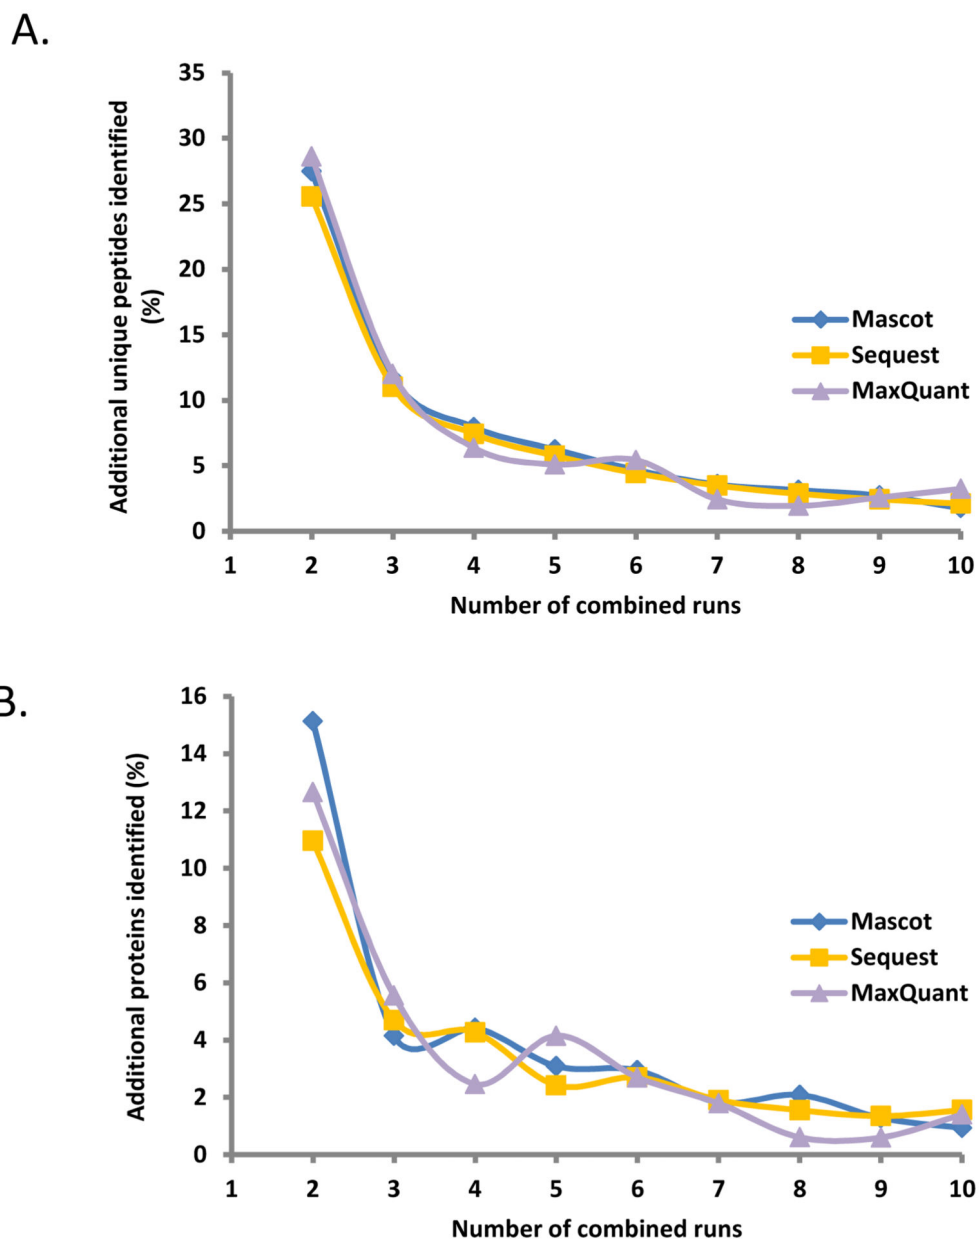 A.
35
30
25
20
15
10
5
0
Additional unique peptides identified
(%)
Mascot
Sequest
MaxQuant
1 2 3 4 5 6 7 8 9 10
Number of combined runs
B.
16
14
12
10
8
6
4
2
0
Additional proteins identified (%)
Mascot
Sequest
MaxQuant
1 2 3 4 5 6 7 8 9 10
Number of combined runs